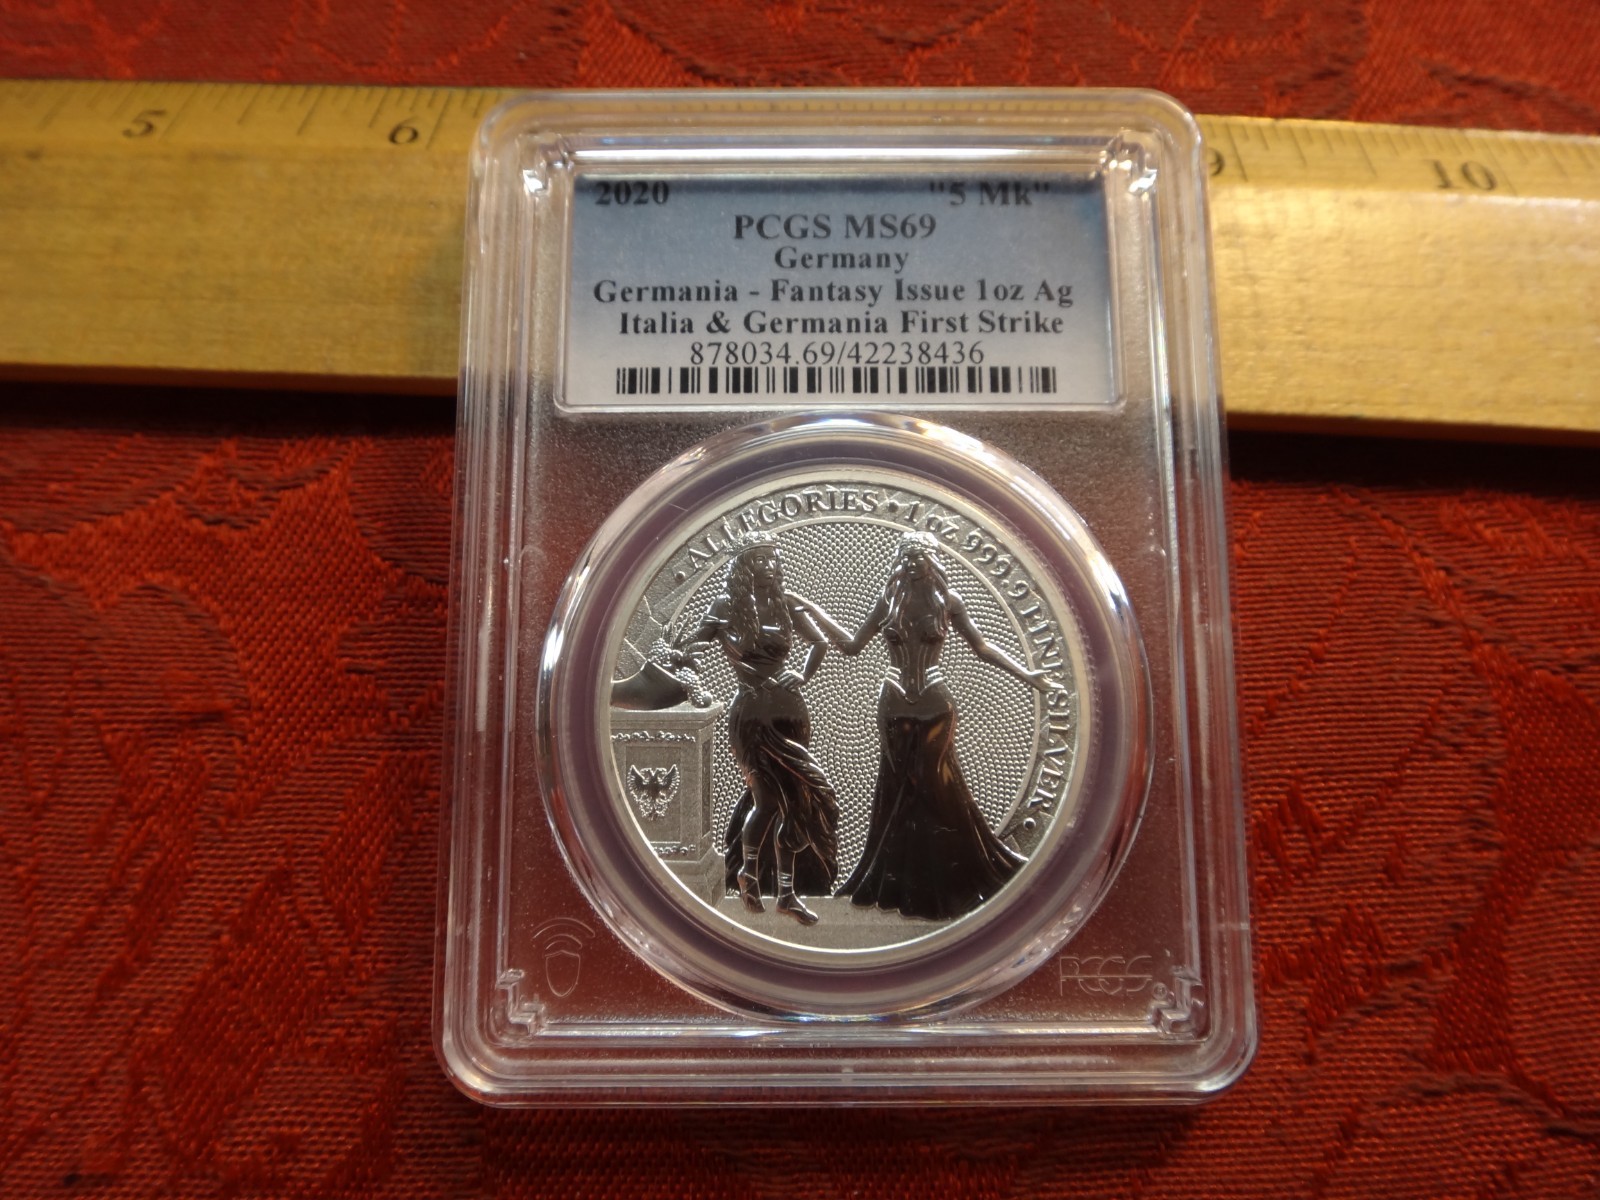 5 6 9 10
2020 "5 Mk"
PCGS MS69
Germany
Germania - Fantasy Issue 1oz Ag
Italia & Germania First Strike
878034.69/42238436
• ALLEGORIES • 1 oz 999.9 FINE SILVER •
PCGS